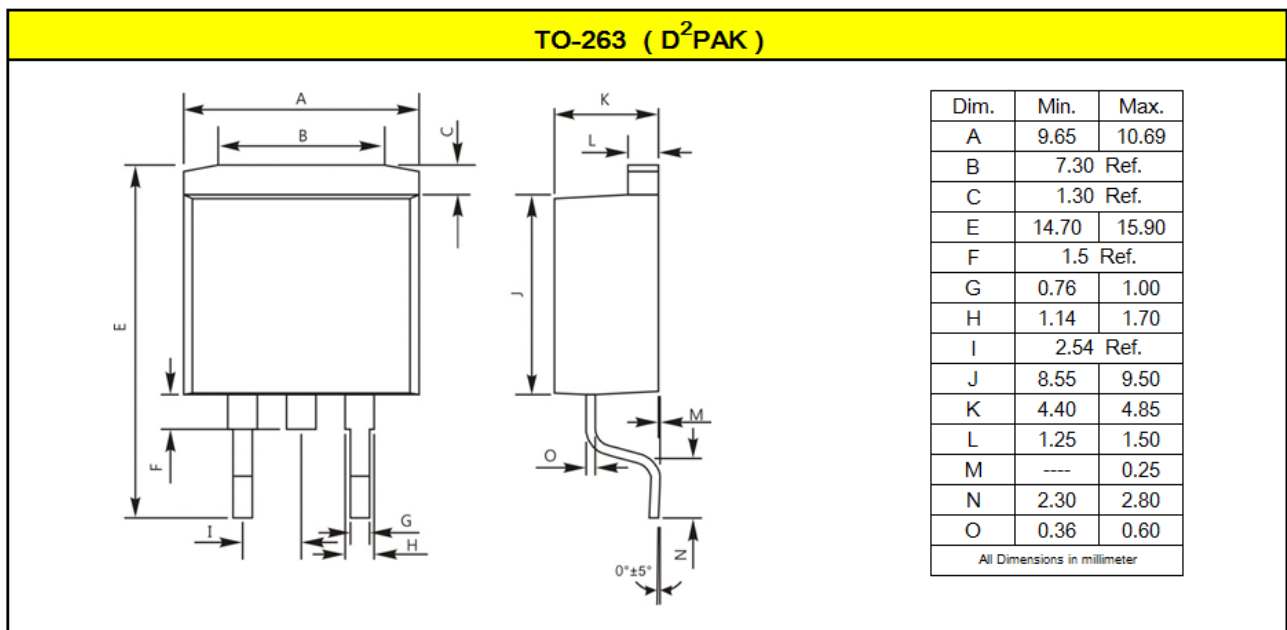 TO-263 ( D²PAK )
A
B
C
E
F
I
G
H
K
L
J
M
O
N
0°±5°
Dim. Min. Max.
A 9.65 10.69
B 7.30 Ref.
C 1.30 Ref.
E 14.70 15.90
F 1.5 Ref.
G 0.76 1.00
H 1.14 1.70
I 2.54 Ref.
J 8.55 9.50
K 4.40 4.85
L 1.25 1.50
M ---- 0.25
N 2.30 2.80
O 0.36 0.60
All Dimensions in millimeter